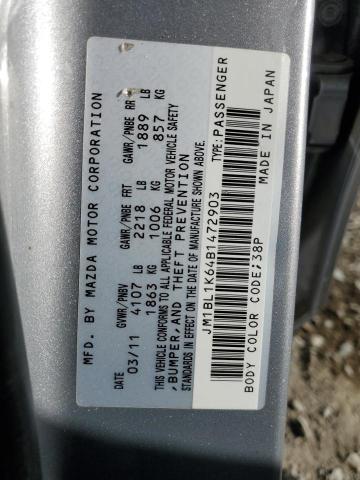 MFD. BY MAZDA MOTOR CORPORATION
DATE GVWR/PNBV GAWR/PNBE FRT GAWR/PNBE RR
03/11 4107 LB 2218 LB 1889 LB
1863 KG 1006 KG 857 KG
THIS VEHICLE CONFORMS TO ALL APPLICABLE FEDERAL MOTOR VEHICLE SAFETY
, BUMPER, AND THEFT PREVENTION
STANDARDS IN EFFECT ON THE DATE OF MANUFACTURE SHOWN ABOVE.
JM1BL1K64B1472903 TYPE:PASSENGER
BODY COLOR CODE;38P MADE IN JAPAN